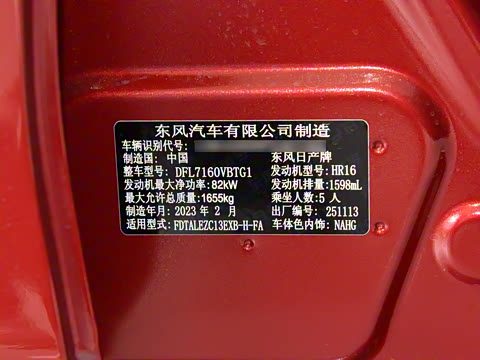 东风汽车有限公司制造
车辆识别代号:
制造国: 中国 东风日产牌
整车型号: DFL7160VBTG1 发动机型号: HR16
发动机最大净功率: 82kW 发动机排量: 1598mL
最大允许总质量: 1655kg 乘坐人数: 5 人
制造年月: 2023 年 2 月 出厂编号: 251113
适用型式: FDTALEZC13EXB-H-FA 车体色内饰: NAHG